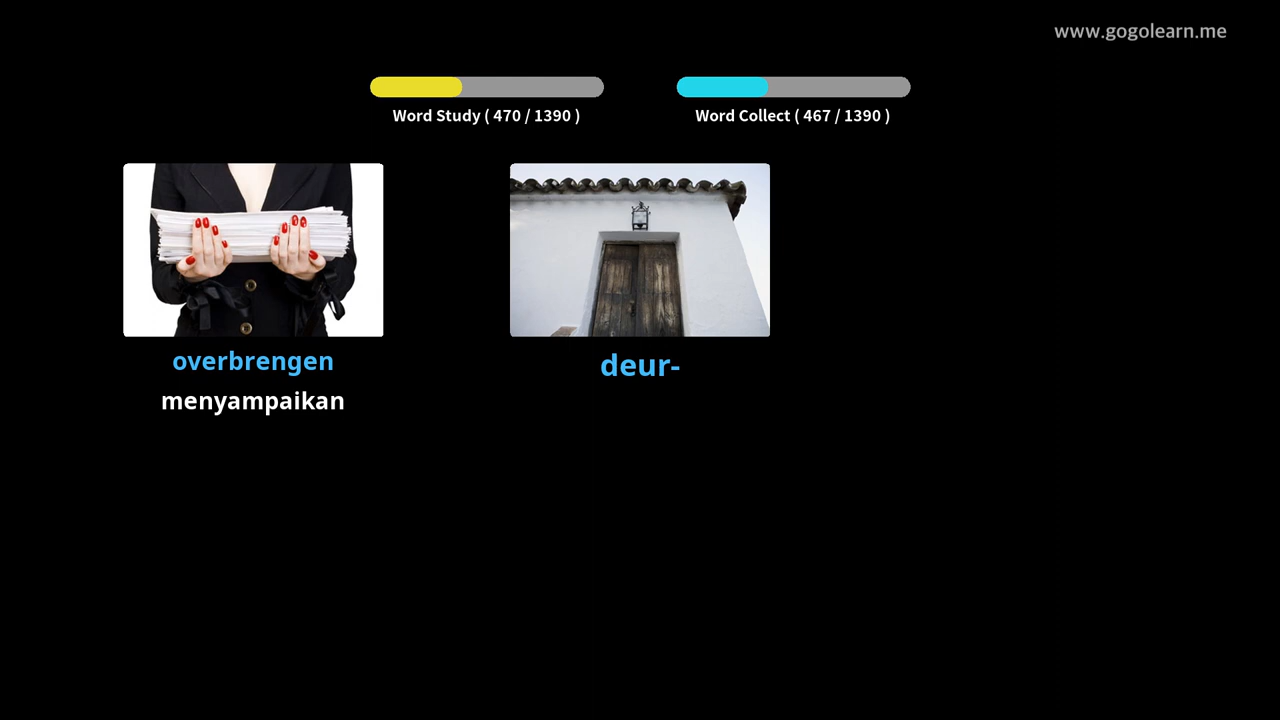 www.gogolearn.me
Word Study ( 470 / 1390 )
Word Collect ( 467 / 1390 )
overbrengen
menyampaikan
deur-